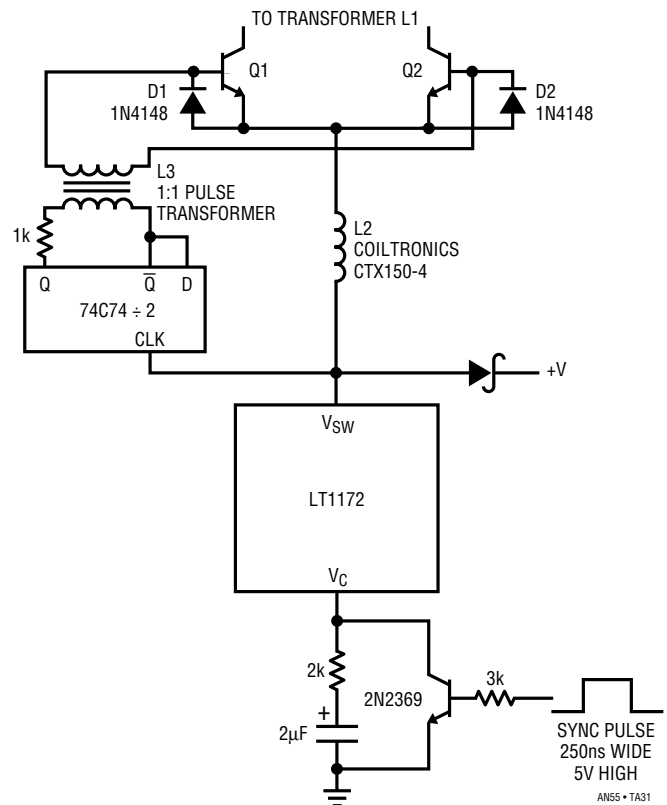 TO TRANSFORMER L1
Q1
Q2
D1
1N4148
D2
1N4148
L3
1:1 PULSE
TRANSFORMER
1k
L2
COILTRONICS
CTX150-4
Q
Q̅
D
74C74 ÷ 2
CLK
+V
VSW
LT1172
VC
2k
2N2369
3k
+
2µF
SYNC PULSE
250ns WIDE
5V HIGH
AN55 • TA31